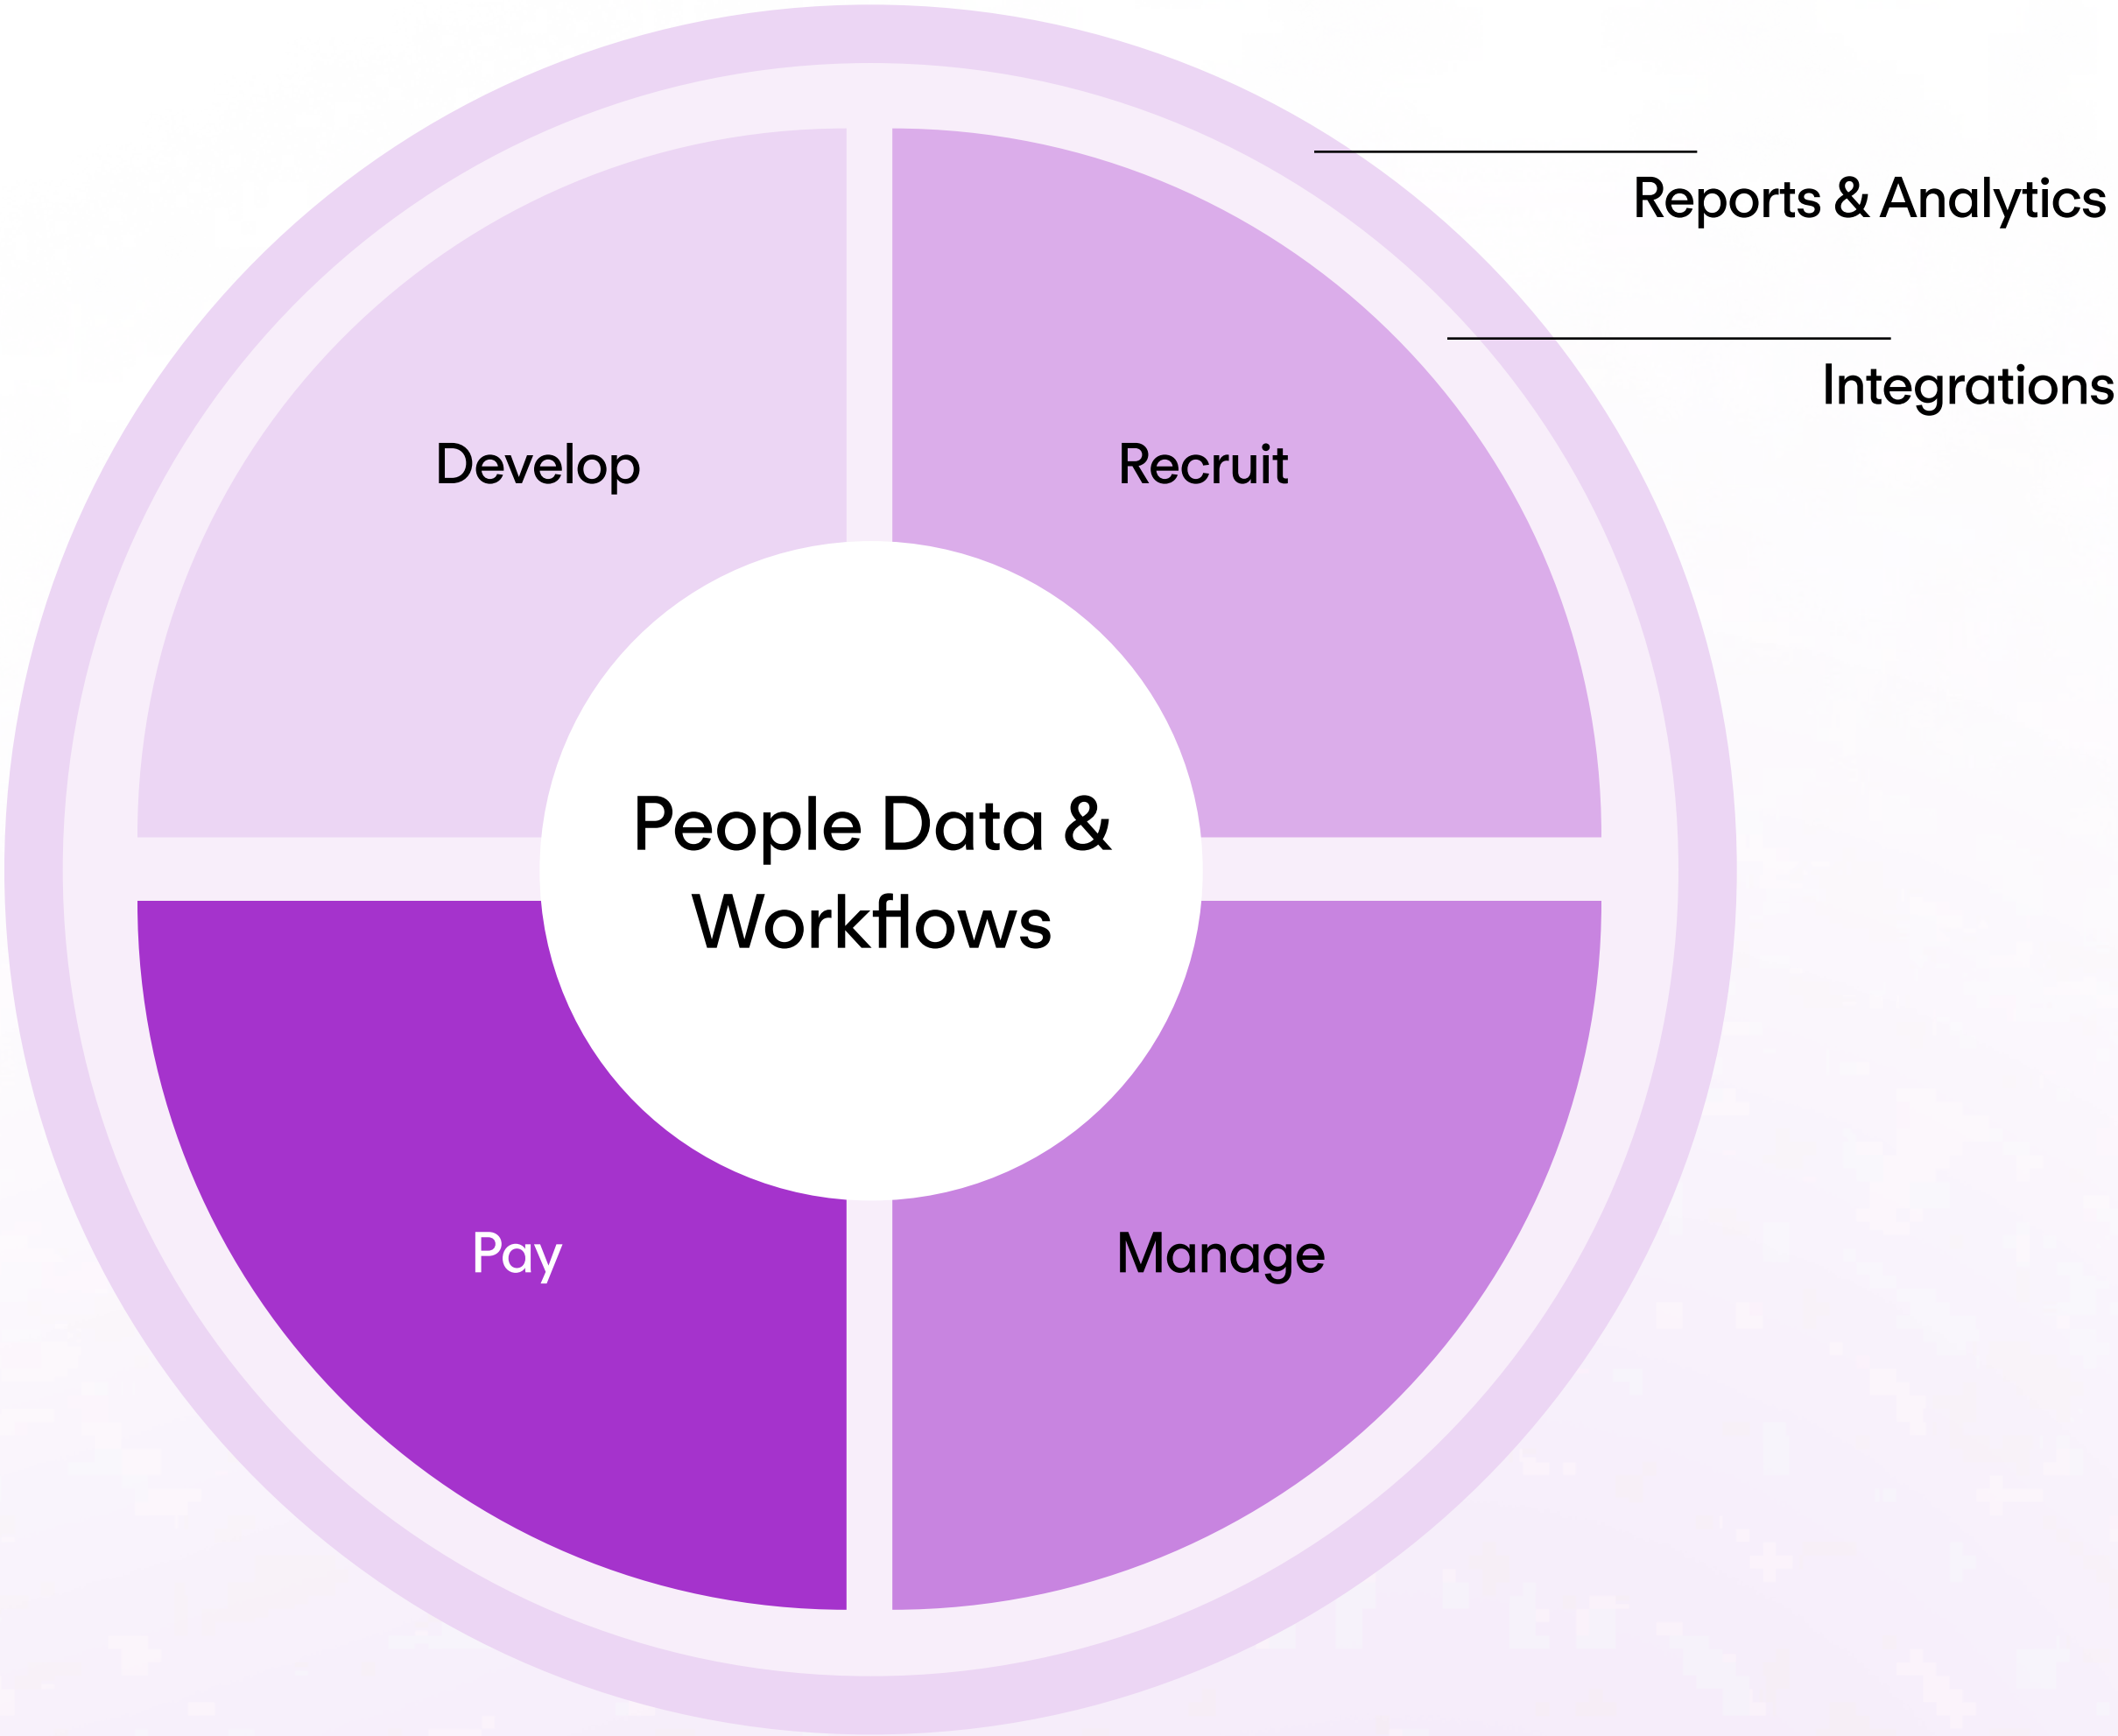 Reports & Analytics
Integrations
Develop
Recruit
People Data &
Workflows
Pay
Manage